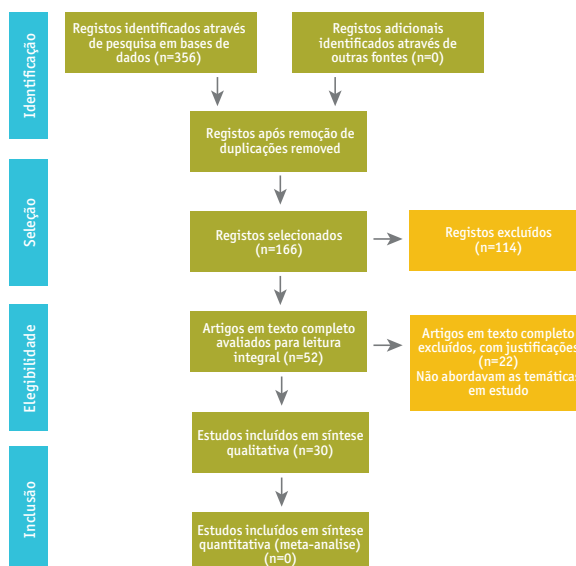 Identificação
Registos identificados através
de pesquisa em bases de
dados (n=356)
Registos adicionais
identificados através de
outras fontes (n=0)
Registos após remoção de
duplicações removed
Seleção
Registos selecionados
(n=166)
Registos excluídos
(n=114)
Elegibilidade
Artigos em texto completo
avaliados para leitura
integral (n=52)
Artigos em texto completo
excluídos, com justificações
(n=22)
Não abordavam as temáticas
em estudo
Estudos incluídos em síntese
qualitativa (n=30)
Inclusão
Estudos incluídos em síntese
quantitativa (meta-analise)
(n=0)